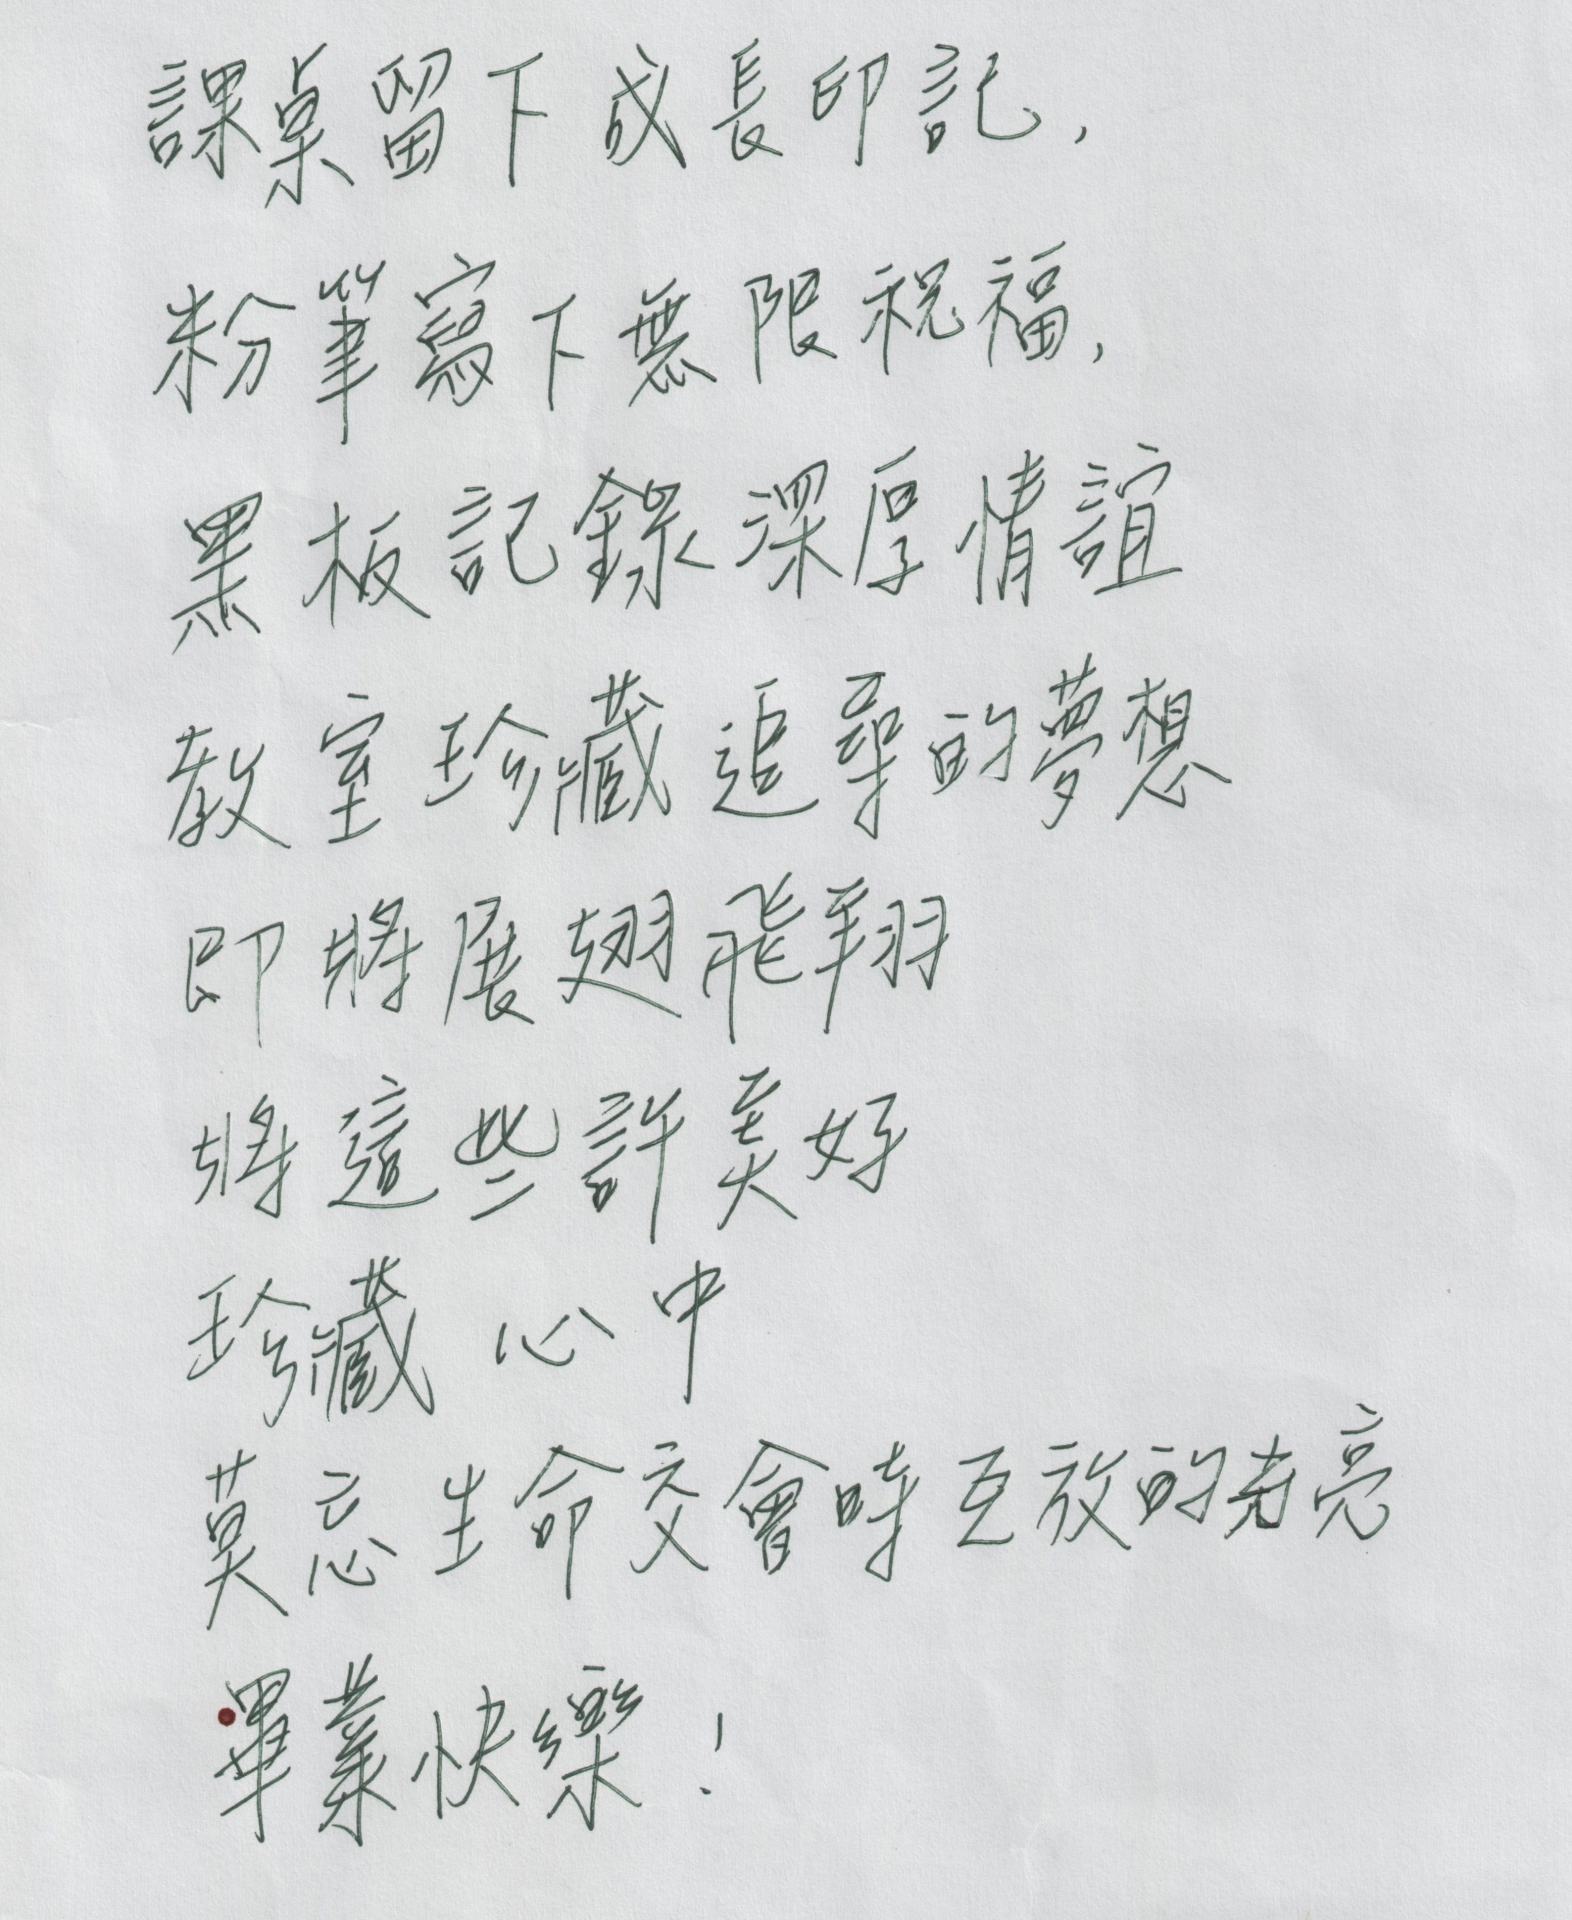 課桌留下成長印記,
粉筆寫下無限祝福,
黑板記錄深厚情誼
教室珍藏追尋的夢想
即將展翅飛翔
將這些許美好
珍藏心中
莫忘生命交會時互放的光亮
畢業快樂!